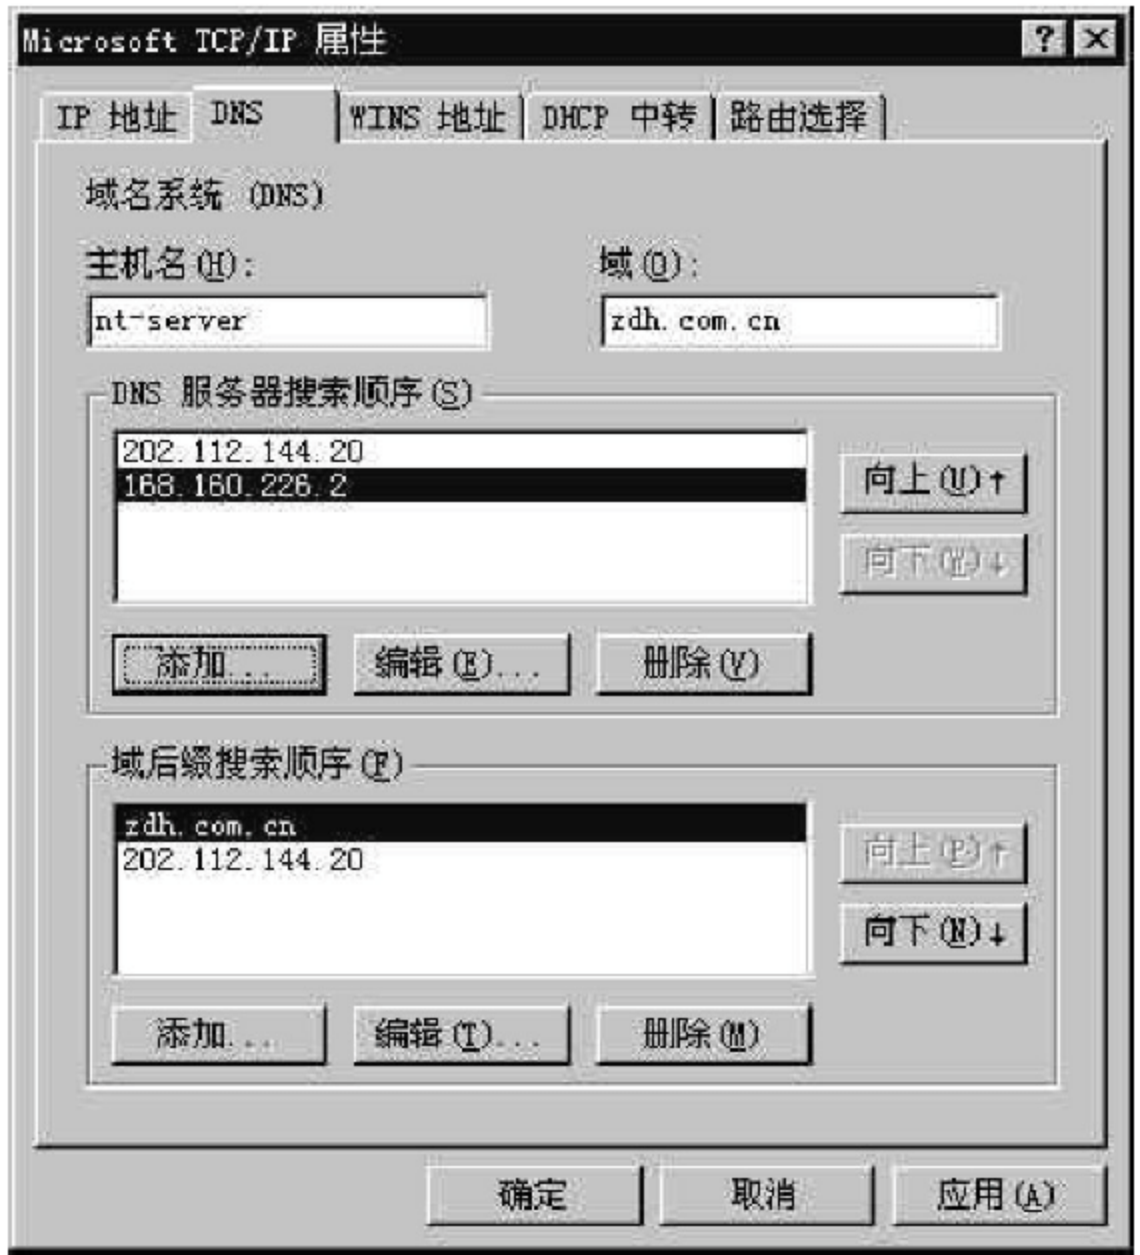 Microsoft TCP/IP 属性
IP 地址 DNS WINS 地址 DHCP 中转 路由选择
域名系统 (DNS)
主机名(H): 域(O):
nt-server zdh.com.cn
DNS 服务器搜索顺序(S)
202.112.144.20
168.160.226.2
向上(U)↑
向下(W)↓
添加... 编辑(E)... 删除(V)
域后缀搜索顺序(F)
zdh.com.cn
202.112.144.20
向上(P)↑
向下(N)↓
添加... 编辑(T)... 删除(M)
确定 取消 应用(A)